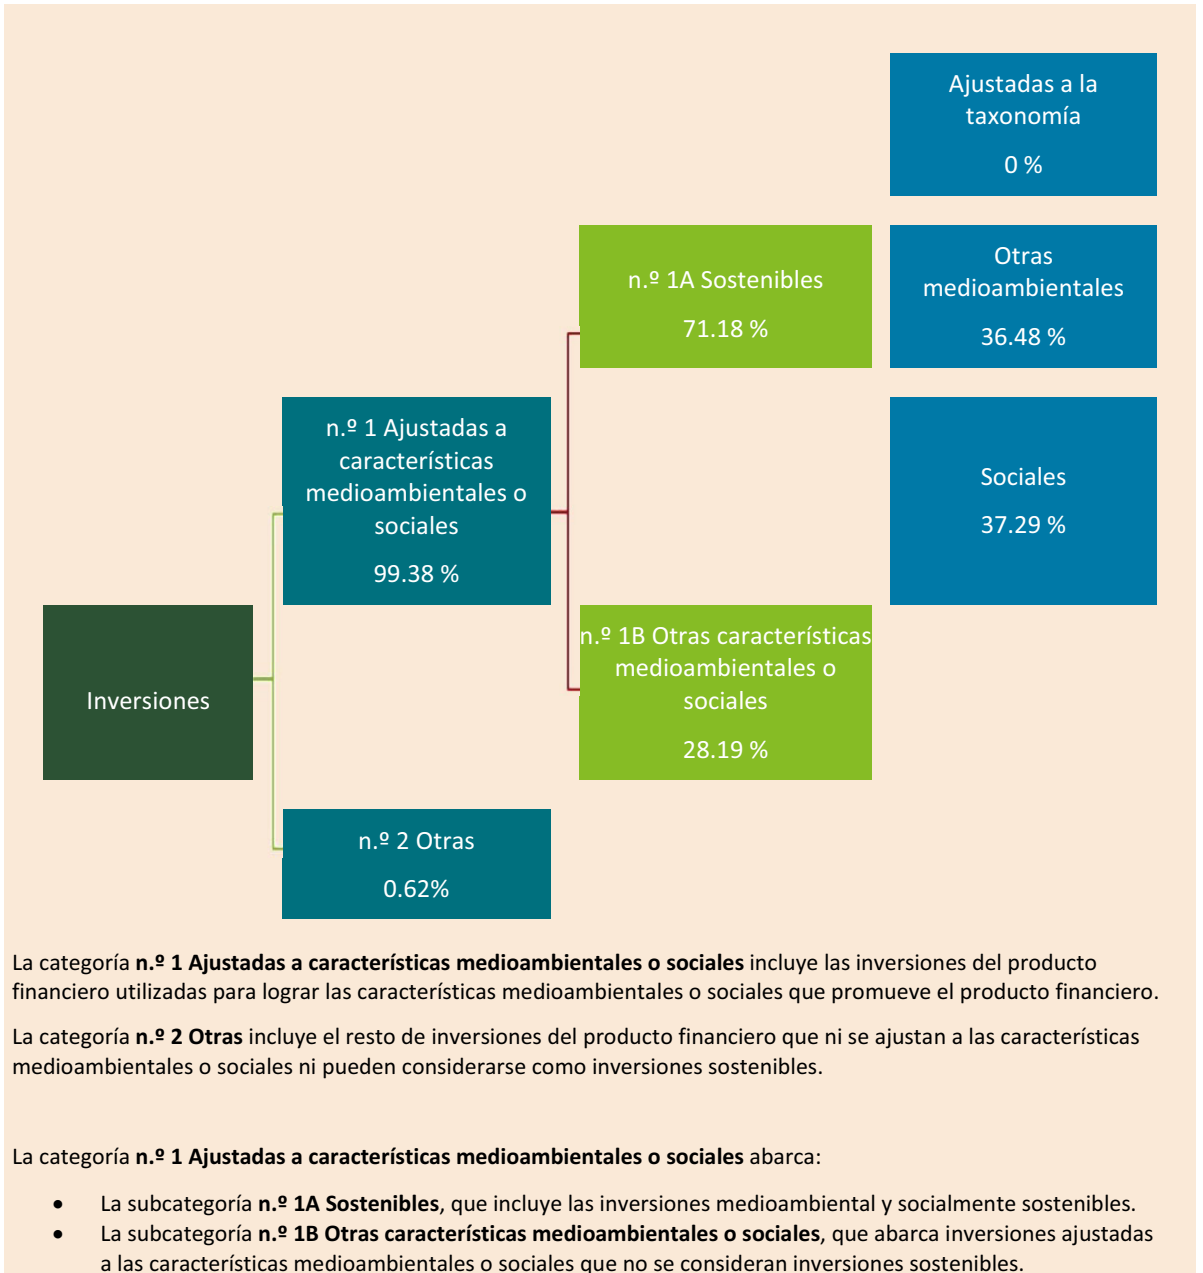 Ajustadas a la
taxonomía
0 %
n.º 1A Sostenibles
71.18 %
Otras
medioambientales
36.48 %
n.º 1 Ajustadas a
características
medioambientales o
sociales
99.38 %
Sociales
37.29 %
Inversiones
n.º 1B Otras características
medioambientales o
sociales
28.19 %
n.º 2 Otras
0.62%
La categoría n.º 1 Ajustadas a características medioambientales o sociales incluye las inversiones del producto
financiero utilizadas para lograr las características medioambientales o sociales que promueve el producto financiero.
La categoría n.º 2 Otras incluye el resto de inversiones del producto financiero que ni se ajustan a las características
medioambientales o sociales ni pueden considerarse como inversiones sostenibles.
La categoría n.º 1 Ajustadas a características medioambientales o sociales abarca:
• La subcategoría n.º 1A Sostenibles, que incluye las inversiones medioambiental y socialmente sostenibles.
• La subcategoría n.º 1B Otras características medioambientales o sociales, que abarca inversiones ajustadas
a las características medioambientales o sociales que no se consideran inversiones sostenibles.